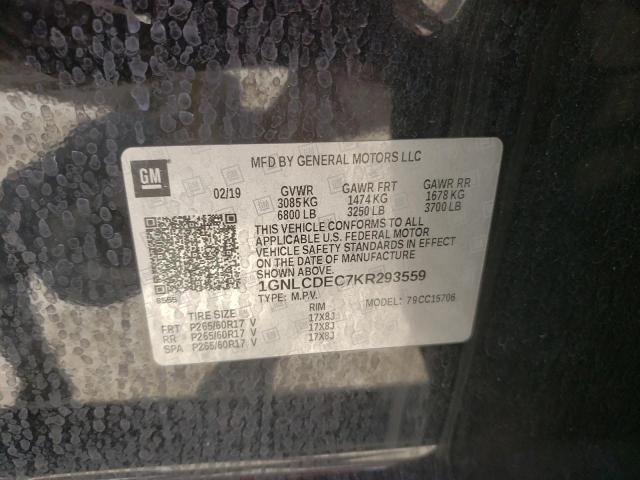 MFD BY GENERAL MOTORS LLC
GM
02/19 GVWR GAWR FRT GAWR RR
3085 KG 1474 KG 1678 KG
6800 LB 3250 LB 3700 LB
THIS VEHICLE CONFORMS TO ALL
APPLICABLE U.S. FEDERAL MOTOR
VEHICLE SAFETY STANDARDS IN EFFECT
ON THE DATE OF MANUFACTURE
SHOWN ABOVE.
1GNLCDEC7KR293559
6555
TYPE: M.P.V. MODEL: 79CC15706
TIRE SIZE RIM
FRT P265/60R17 V 17X8J
RR P265/60R17 V 17X8J
SPA P265/60R17 V 17X8J